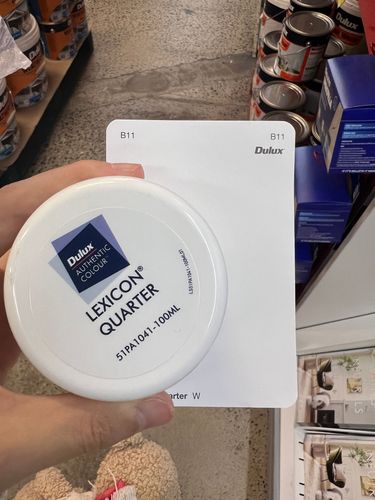 B11
B11
Dulux
Dulux
AUTHENTIC
COLOUR
LEXICON®
QUARTER
51PA1041-100ML
arter W